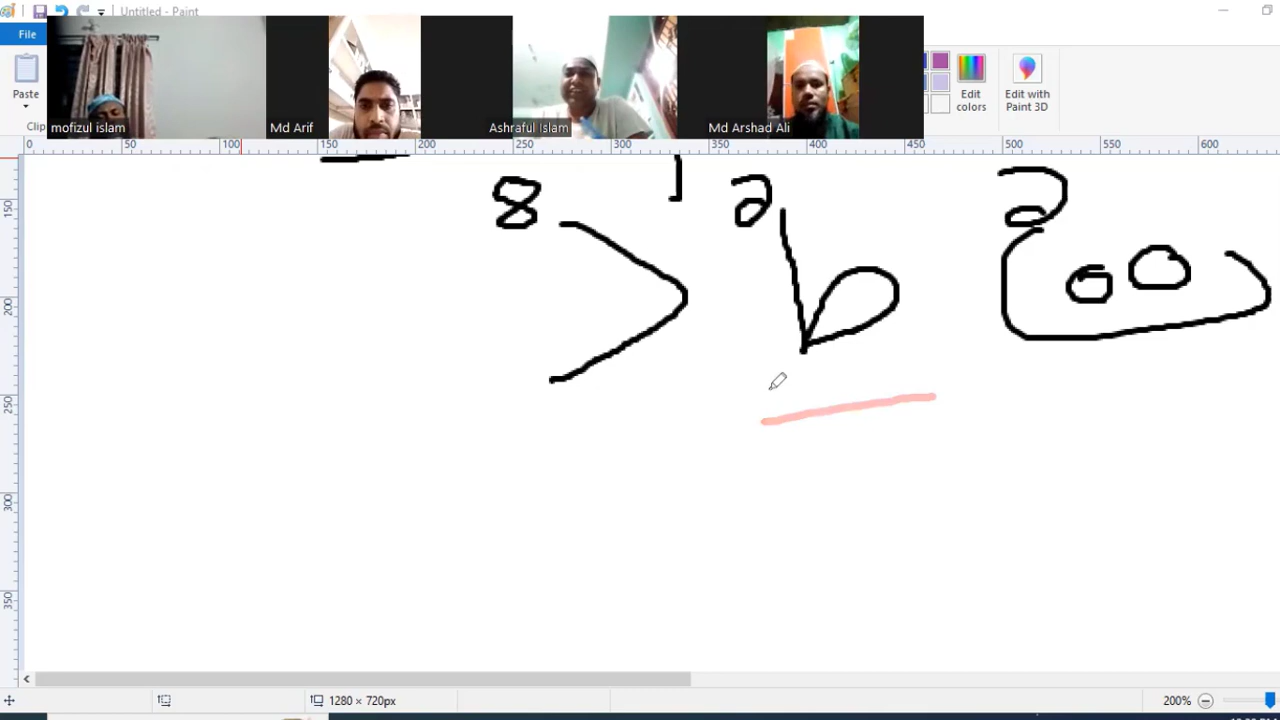 Untitled - Paint
File
Paste
Clip
Edit colors
Edit with Paint 3D
mofizul islam
Md Arif
Ashraful Islam
Md Arshad Ali
0 50 100 150 200 250 300 350 400 450 500 550 600
150
200
250
300
350
8
1280 × 720px
200%